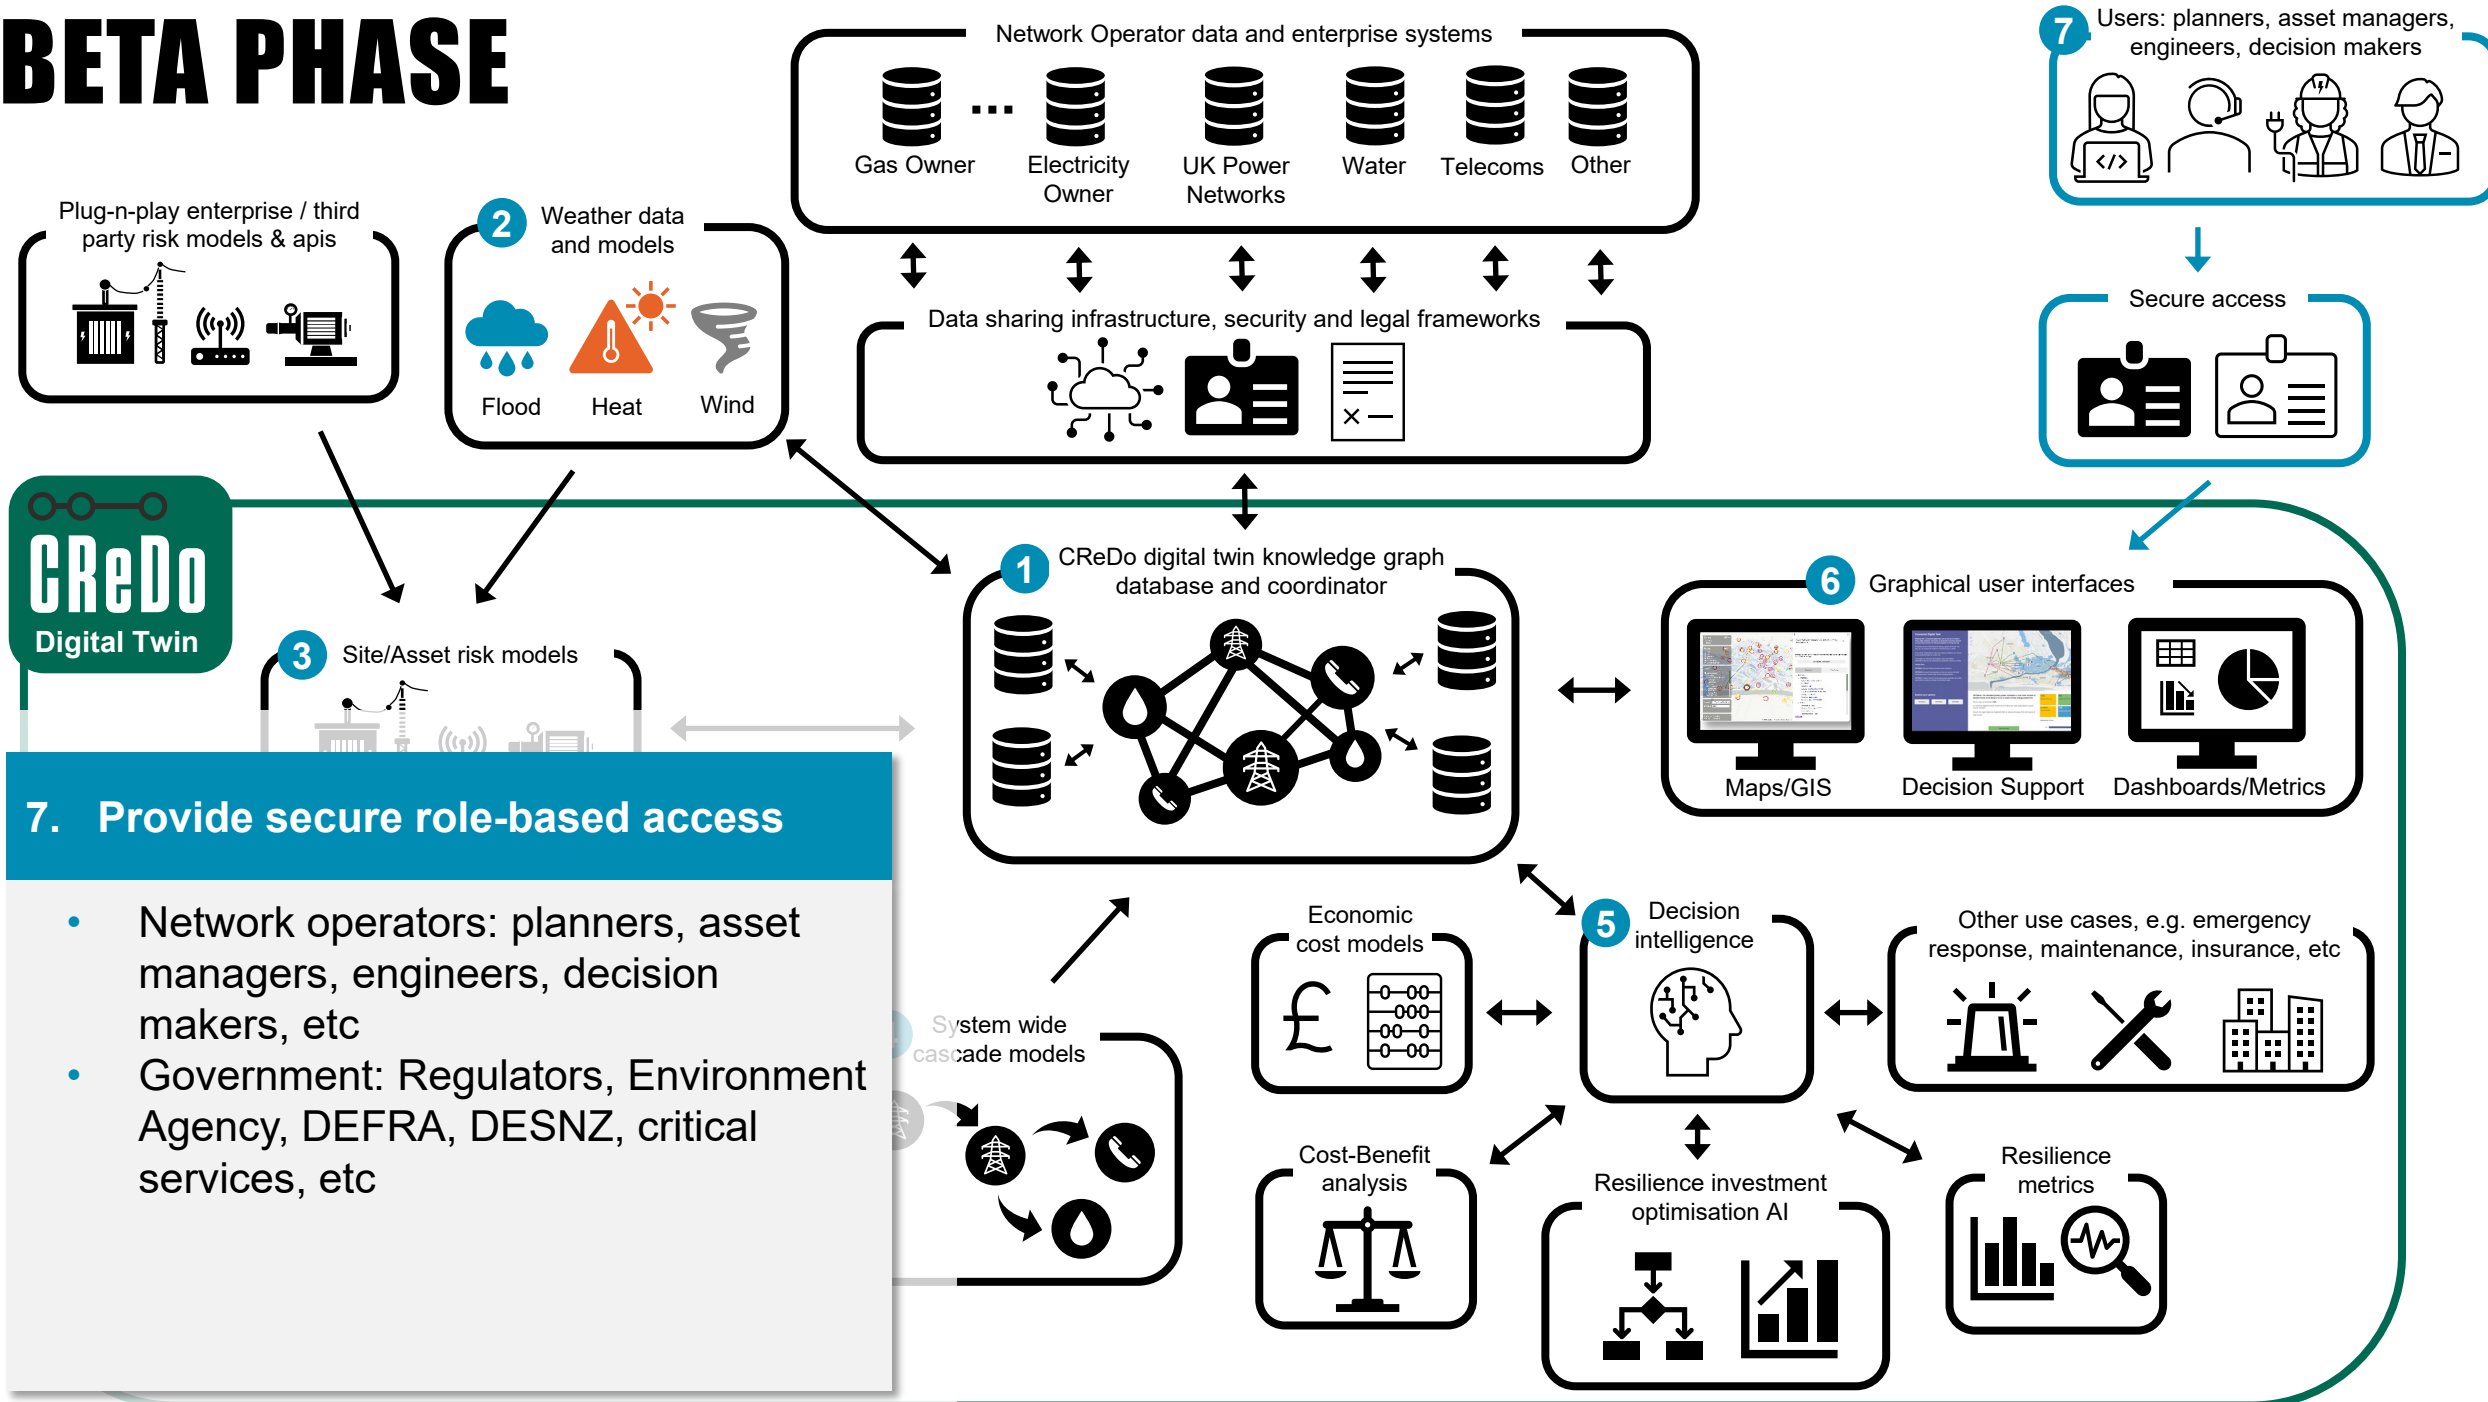 BETA PHASE
Network Operator data and enterprise systems
Gas Owner
...
Electricity
Owner
UK Power
Networks
Water
Telecoms
Other
7
Users: planners, asset managers,
engineers, decision makers
</>
Plug-n-play enterprise / third
party risk models & apis
2
Weather data
and models
Flood
Heat
Wind
Data sharing infrastructure, security and legal frameworks
Secure access
CReDo
Digital Twin
3
Site/Asset risk models
1
CReDo digital twin knowledge graph
database and coordinator
6
Graphical user interfaces
Maps/GIS
Decision Support
Dashboards/Metrics
7. Provide secure role-based access
• Network operators: planners, asset
managers, engineers, decision
makers, etc
• Government: Regulators, Environment
Agency, DEFRA, DESNZ, critical
services, etc
System wide
cascade models
Economic
cost models
£
5
Decision
intelligence
Other use cases, e.g. emergency
response, maintenance, insurance, etc
Cost-Benefit
analysis
Resilience investment
optimisation AI
Resilience
metrics